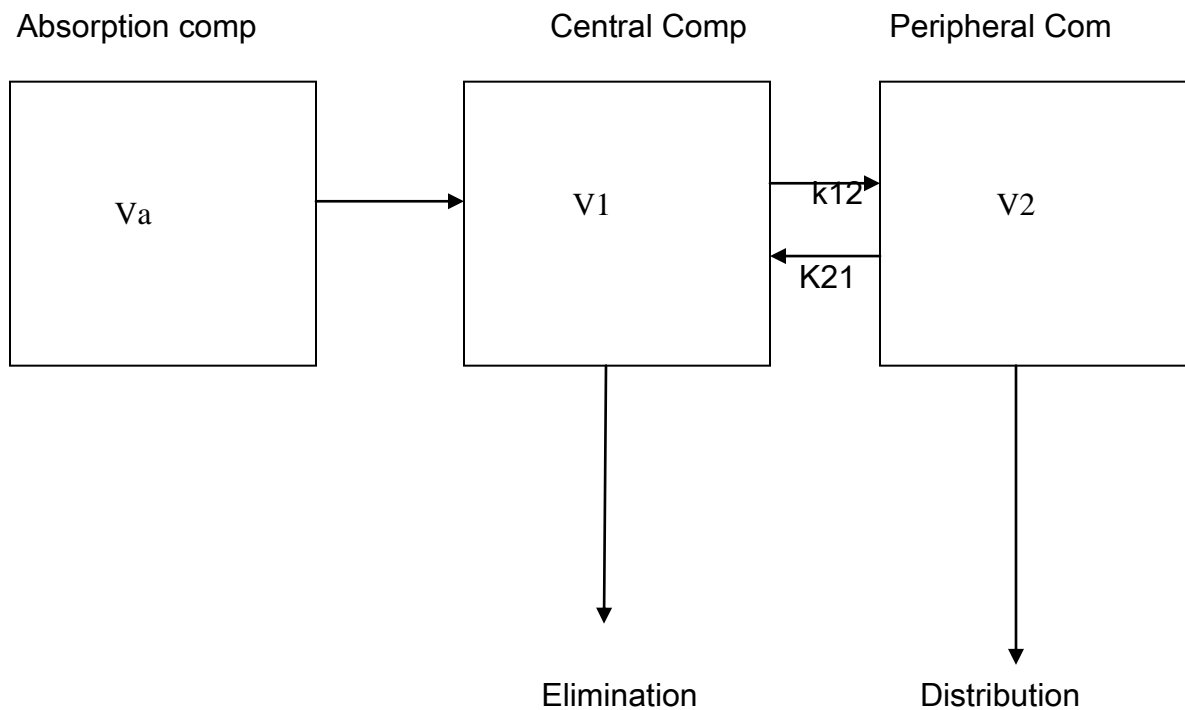 Absorption comp
Central Comp
Peripheral Com
Va
V1
k12
K21
V2
Elimination
Distribution